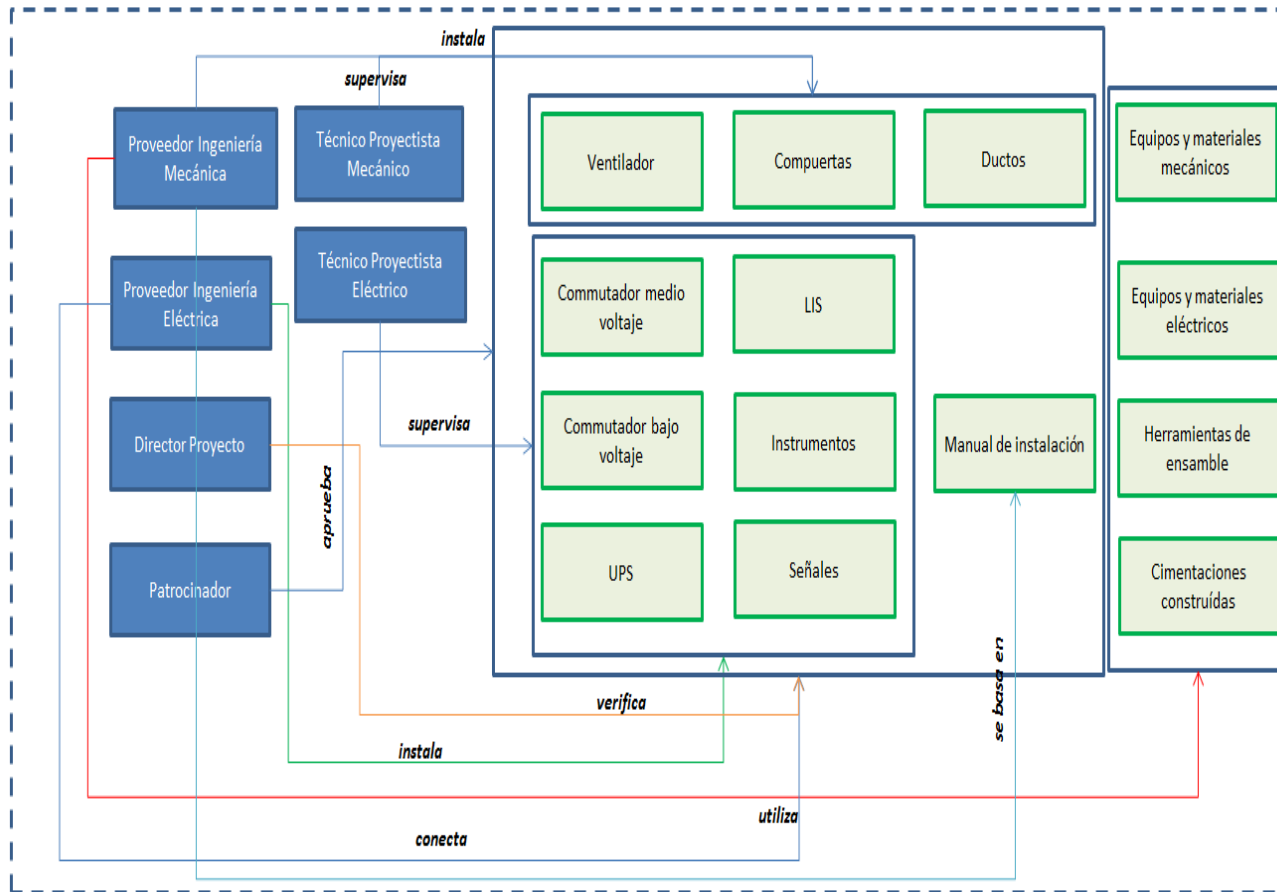 instala
supervisa
Proveedor Ingeniería
Mecánica
Técnico Proyectista
Mecánico
Ventilador
Compuertas
Ductos
Equipos y materiales
mecánicos
Proveedor Ingeniería
Eléctrica
Técnico Proyectista
Eléctrico
Commutador medio
voltaje
LIS
Equipos y materiales
eléctricos
Director Proyecto
supervisa
Commutador bajo
voltaje
Instrumentos
Manual de instalación
Herramientas de
ensamble
aprueba
Patrocinador
UPS
Señales
Cimentaciones
construídas
se basa en
verifica
instala
utiliza
conecta